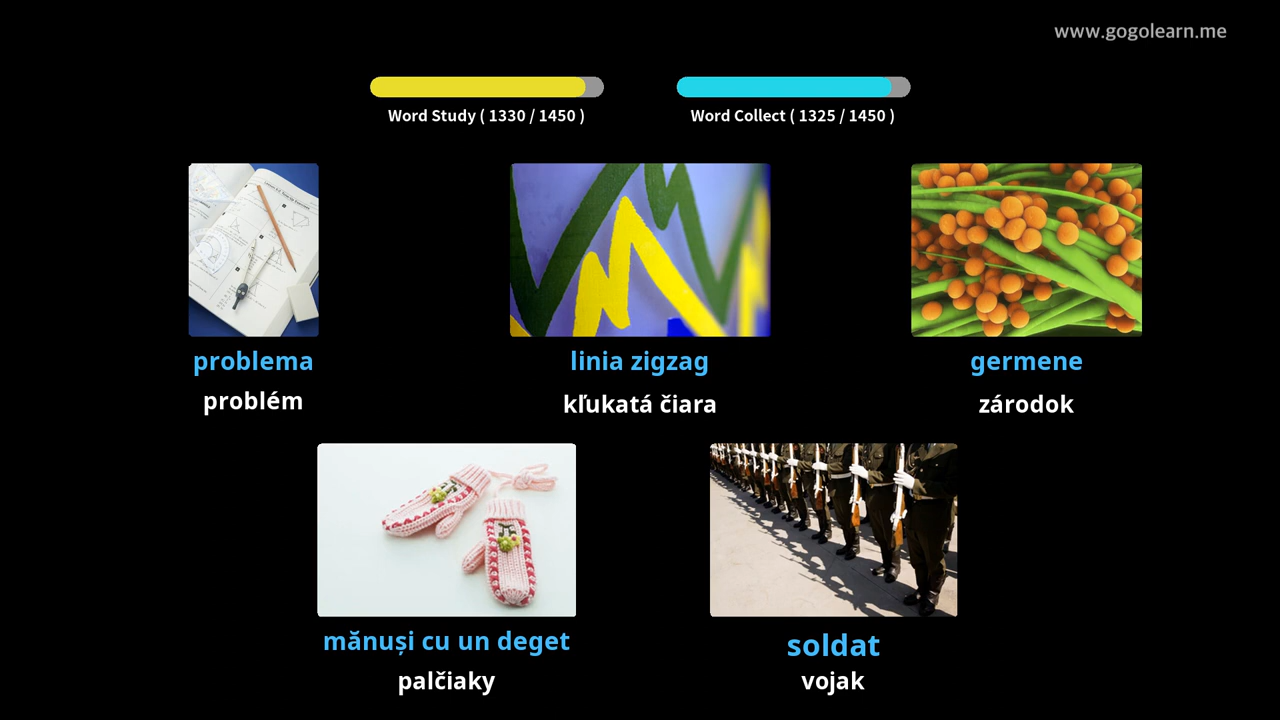 www.gogolearn.me
Word Study ( 1330 / 1450 )
Word Collect ( 1325 / 1450 )
problema
problém
linia zigzag
kľukatá čiara
germene
zárodok
mănuși cu un deget
palčiaky
soldat
vojak